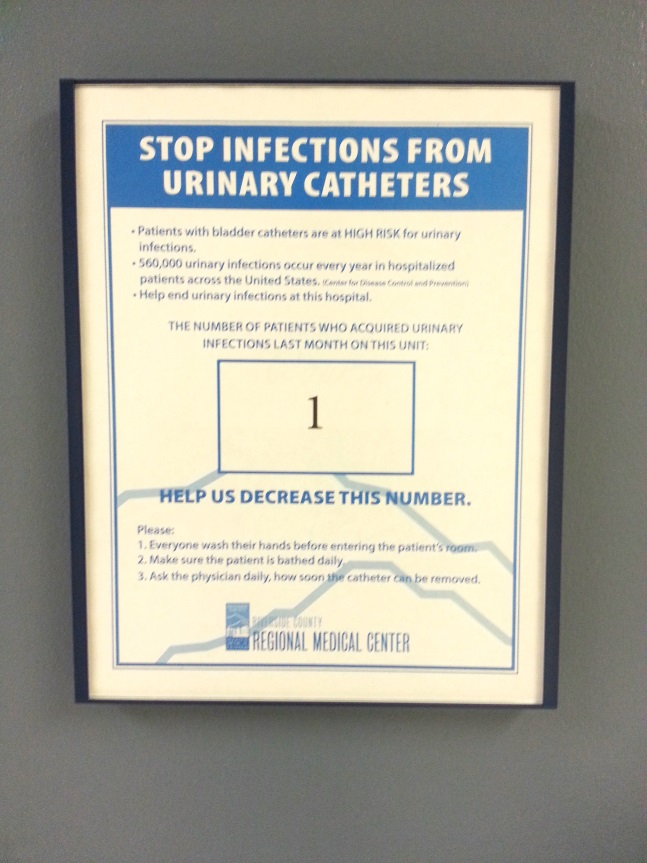 STOP INFECTIONS FROM
URINARY CATHETERS
• Patients with bladder catheters are at HIGH RISK for urinary
infections.
• 560,000 urinary infections occur every year in hospitalized
patients across the United States. (Center for Disease Control and Prevention)
• Help end urinary infections at this hospital.
THE NUMBER OF PATIENTS WHO ACQUIRED URINARY
INFECTIONS LAST MONTH ON THIS UNIT:
1
HELP US DECREASE THIS NUMBER.
Please:
1. Everyone wash their hands before entering the patient's room.
2. Make sure the patient is bathed daily.
3. Ask the physician daily, how soon the catheter can be removed.
RIVERSIDE COUNTY
REGIONAL MEDICAL CENTER